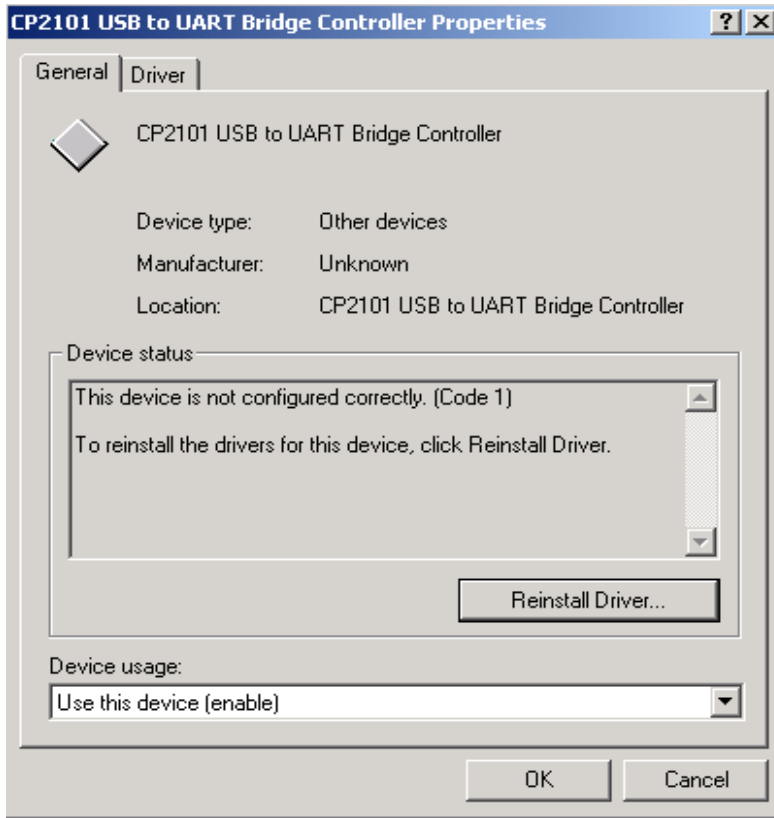 CP2101 USB to UART Bridge Controller Properties
General
Driver
CP2101 USB to UART Bridge Controller
Device type: Other devices
Manufacturer: Unknown
Location: CP2101 USB to UART Bridge Controller
Device status
This device is not configured correctly. (Code 1)
To reinstall the drivers for this device, click Reinstall Driver.
Reinstall Driver...
Device usage:
Use this device (enable)
OK
Cancel